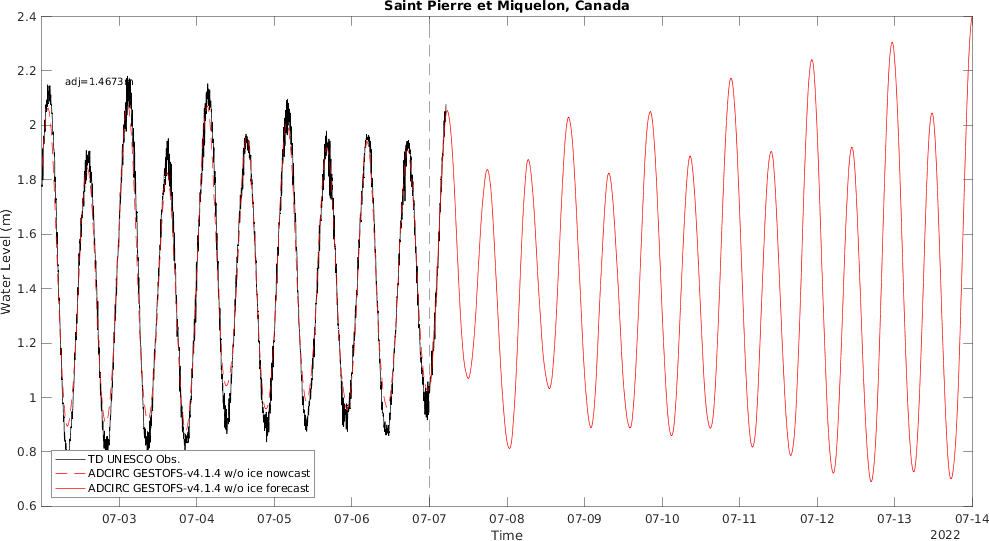 Saint Pierre et Miquelon, Canada
2.4
2.2
adj=1.4673m
2
1.8
1.6
1.4
1.2
1
0.8
0.6
Water Level (m)
TD UNESCO Obs.
ADCIRC GESTOFS-v4.1.4 w/o ice nowcast
ADCIRC GESTOFS-v4.1.4 w/o ice forecast
07-03 07-04 07-05 07-06 07-07 07-08 07-09 07-10 07-11 07-12 07-13 07-14
Time
2022